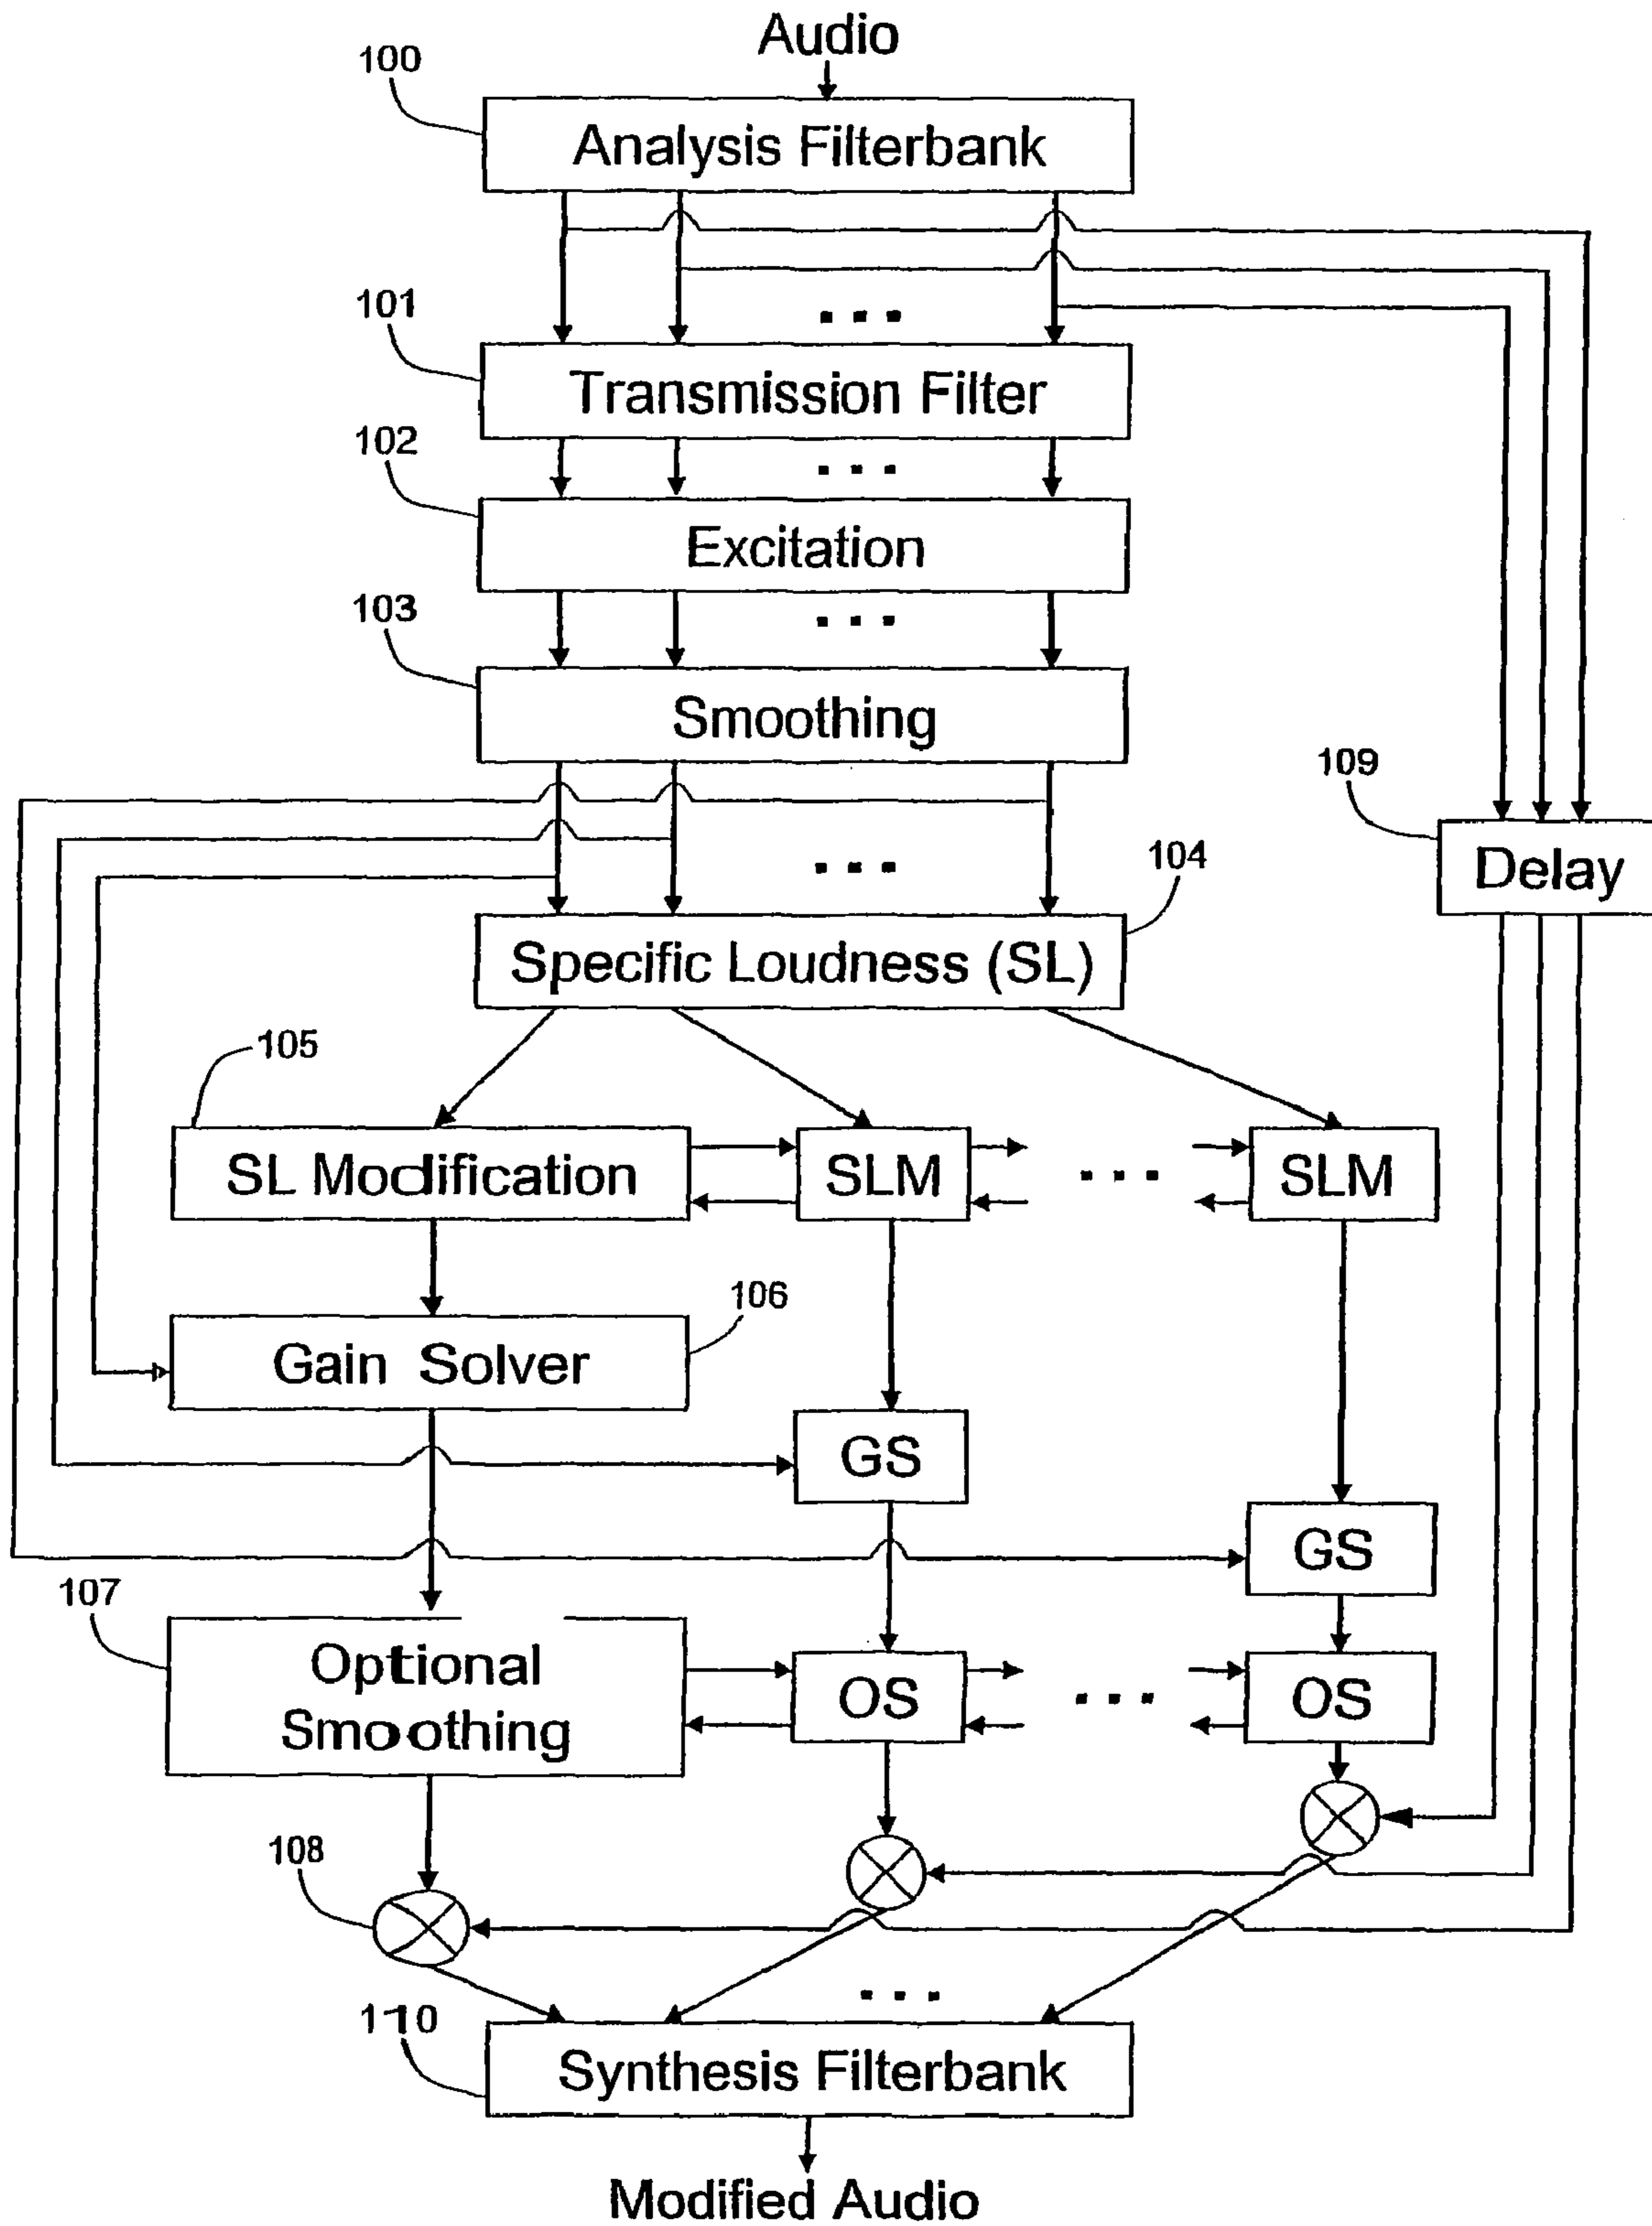 Audio
100
Analysis Filterbank
101
...
Transmission Filter
102
...
Excitation
103
...
Smoothing
109
...
104
Delay
Specific Loudness (SL)
105
SL Modification
SLM
...
SLM
106
Gain Solver
GS
GS
107
Optional
Smoothing
OS
...
OS
108
...
110
Synthesis Filterbank
Modified Audio